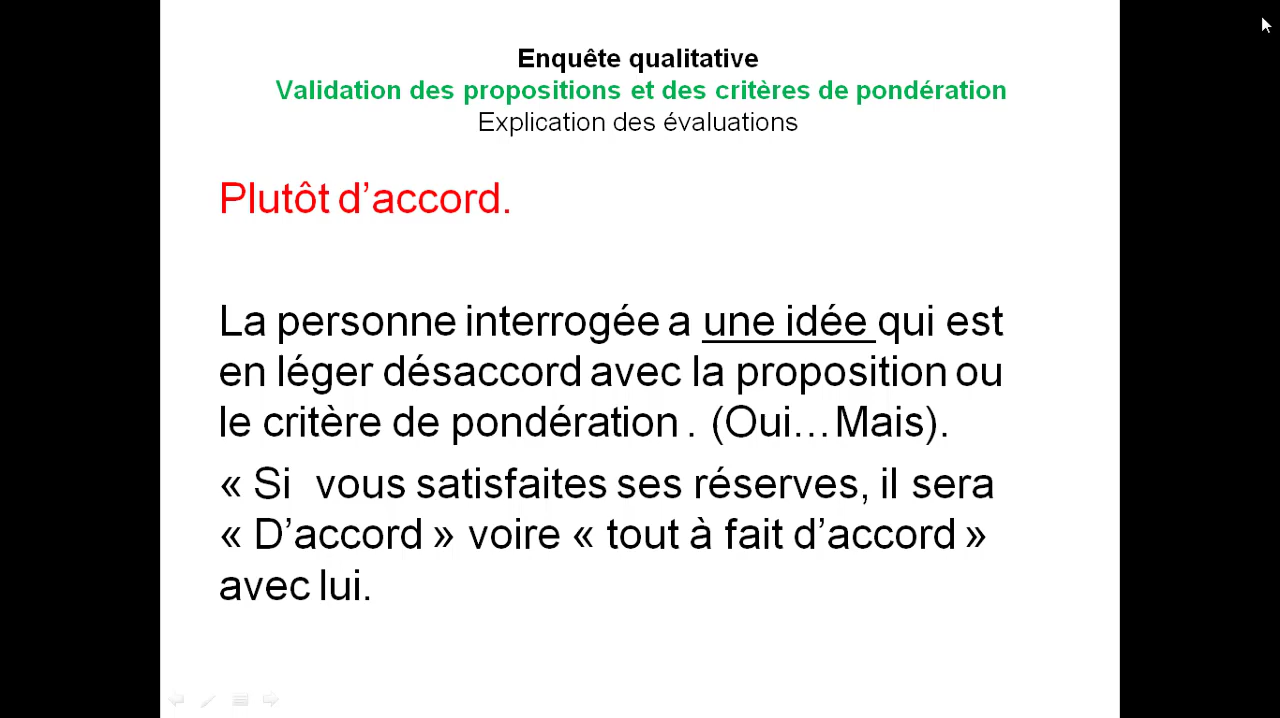 Enquête qualitative
Validation des propositions et des critères de pondération
Explication des évaluations
Plutôt d’accord.
La personne interrogée a une idée qui est
en léger désaccord avec la proposition ou
le critère de pondération . (Oui…Mais).
« Si  vous satisfaites ses réserves, il sera
« D’accord » voire « tout à fait d’accord »
avec lui.